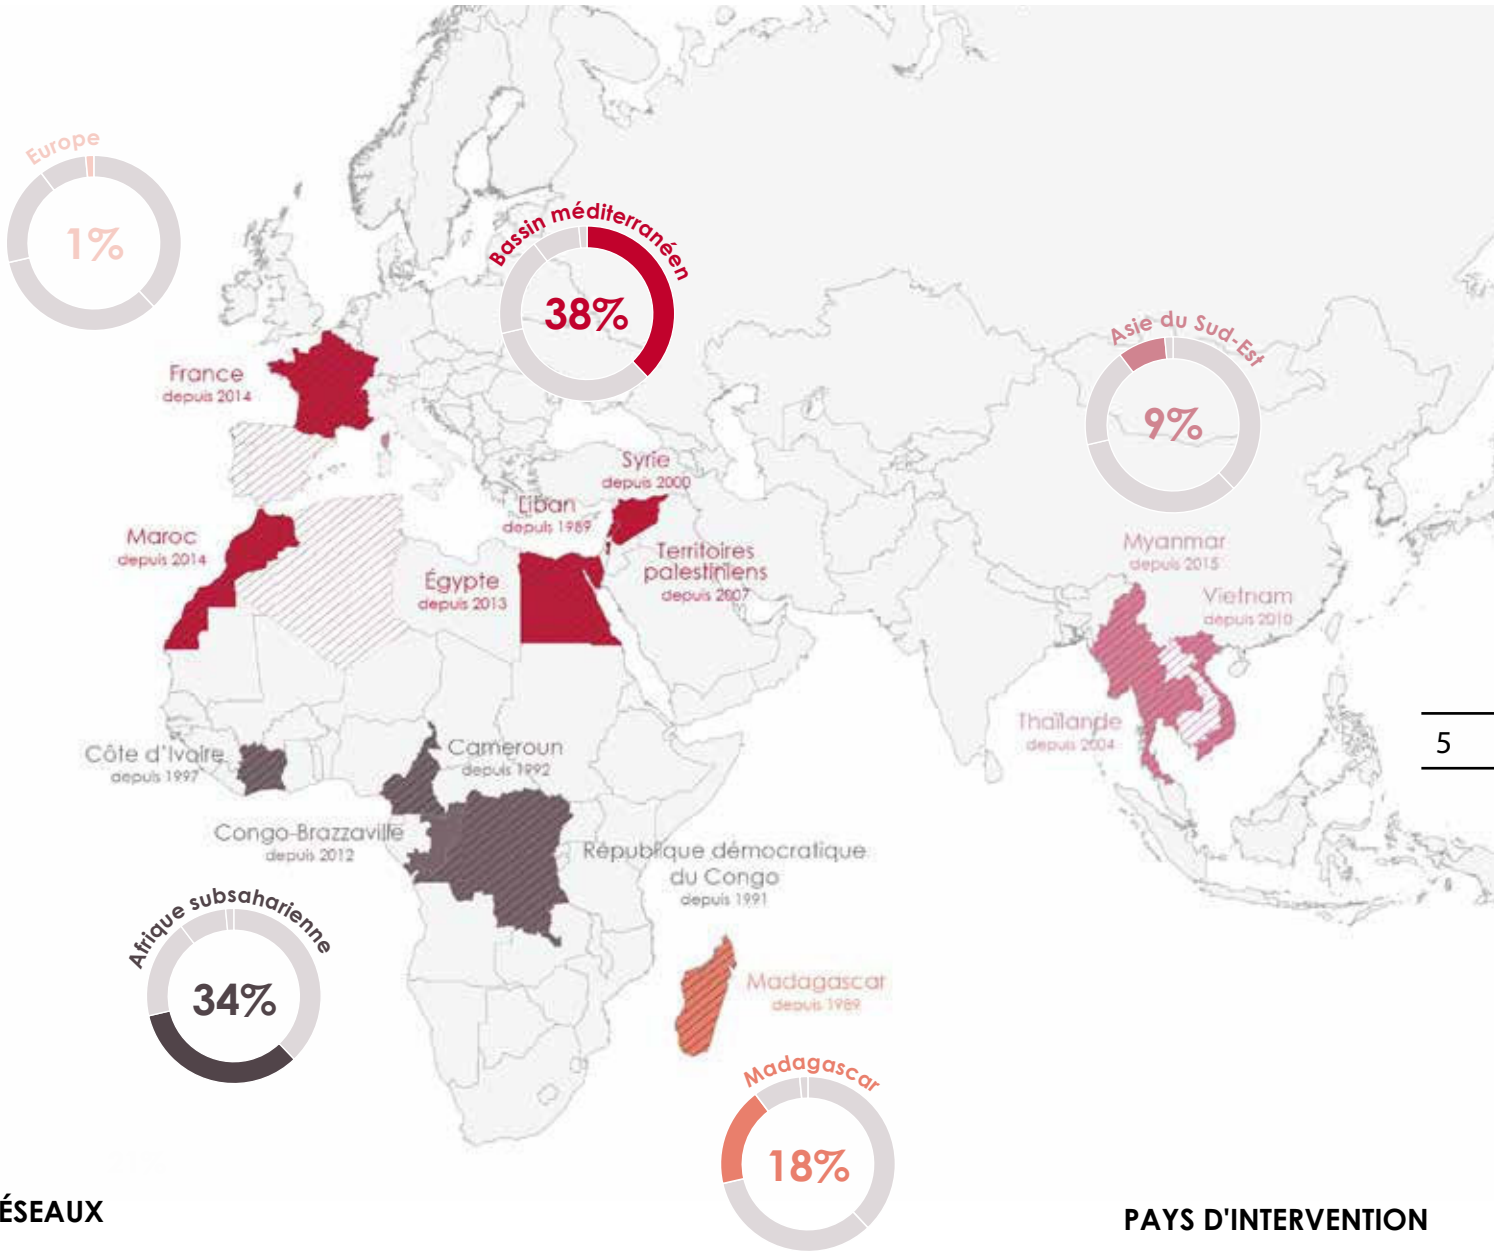 Europe
1%
Bassin méditerranéen
38%
Asie du Sud-Est
9%
France
depuis 2014
Syrie
depuis 2000
Liban
depuis 1989
Maroc
depuis 2014
Territoires
palestiniens
depuis 2007
Égypte
depuis 2013
Myanmar
depuis 2015
Vietnam
depuis 2010
Thaïlande
depuis 2004
5
Côte d'Ivoire
depuis 1997
Cameroun
depuis 1992
Congo-Brazzaville
depuis 2012
République démocratique
du Congo
depuis 1991
Afrique subsaharienne
34%
Madagascar
depuis 1989
Madagascar
18%
ÉSEAUX
PAYS D'INTERVENTION